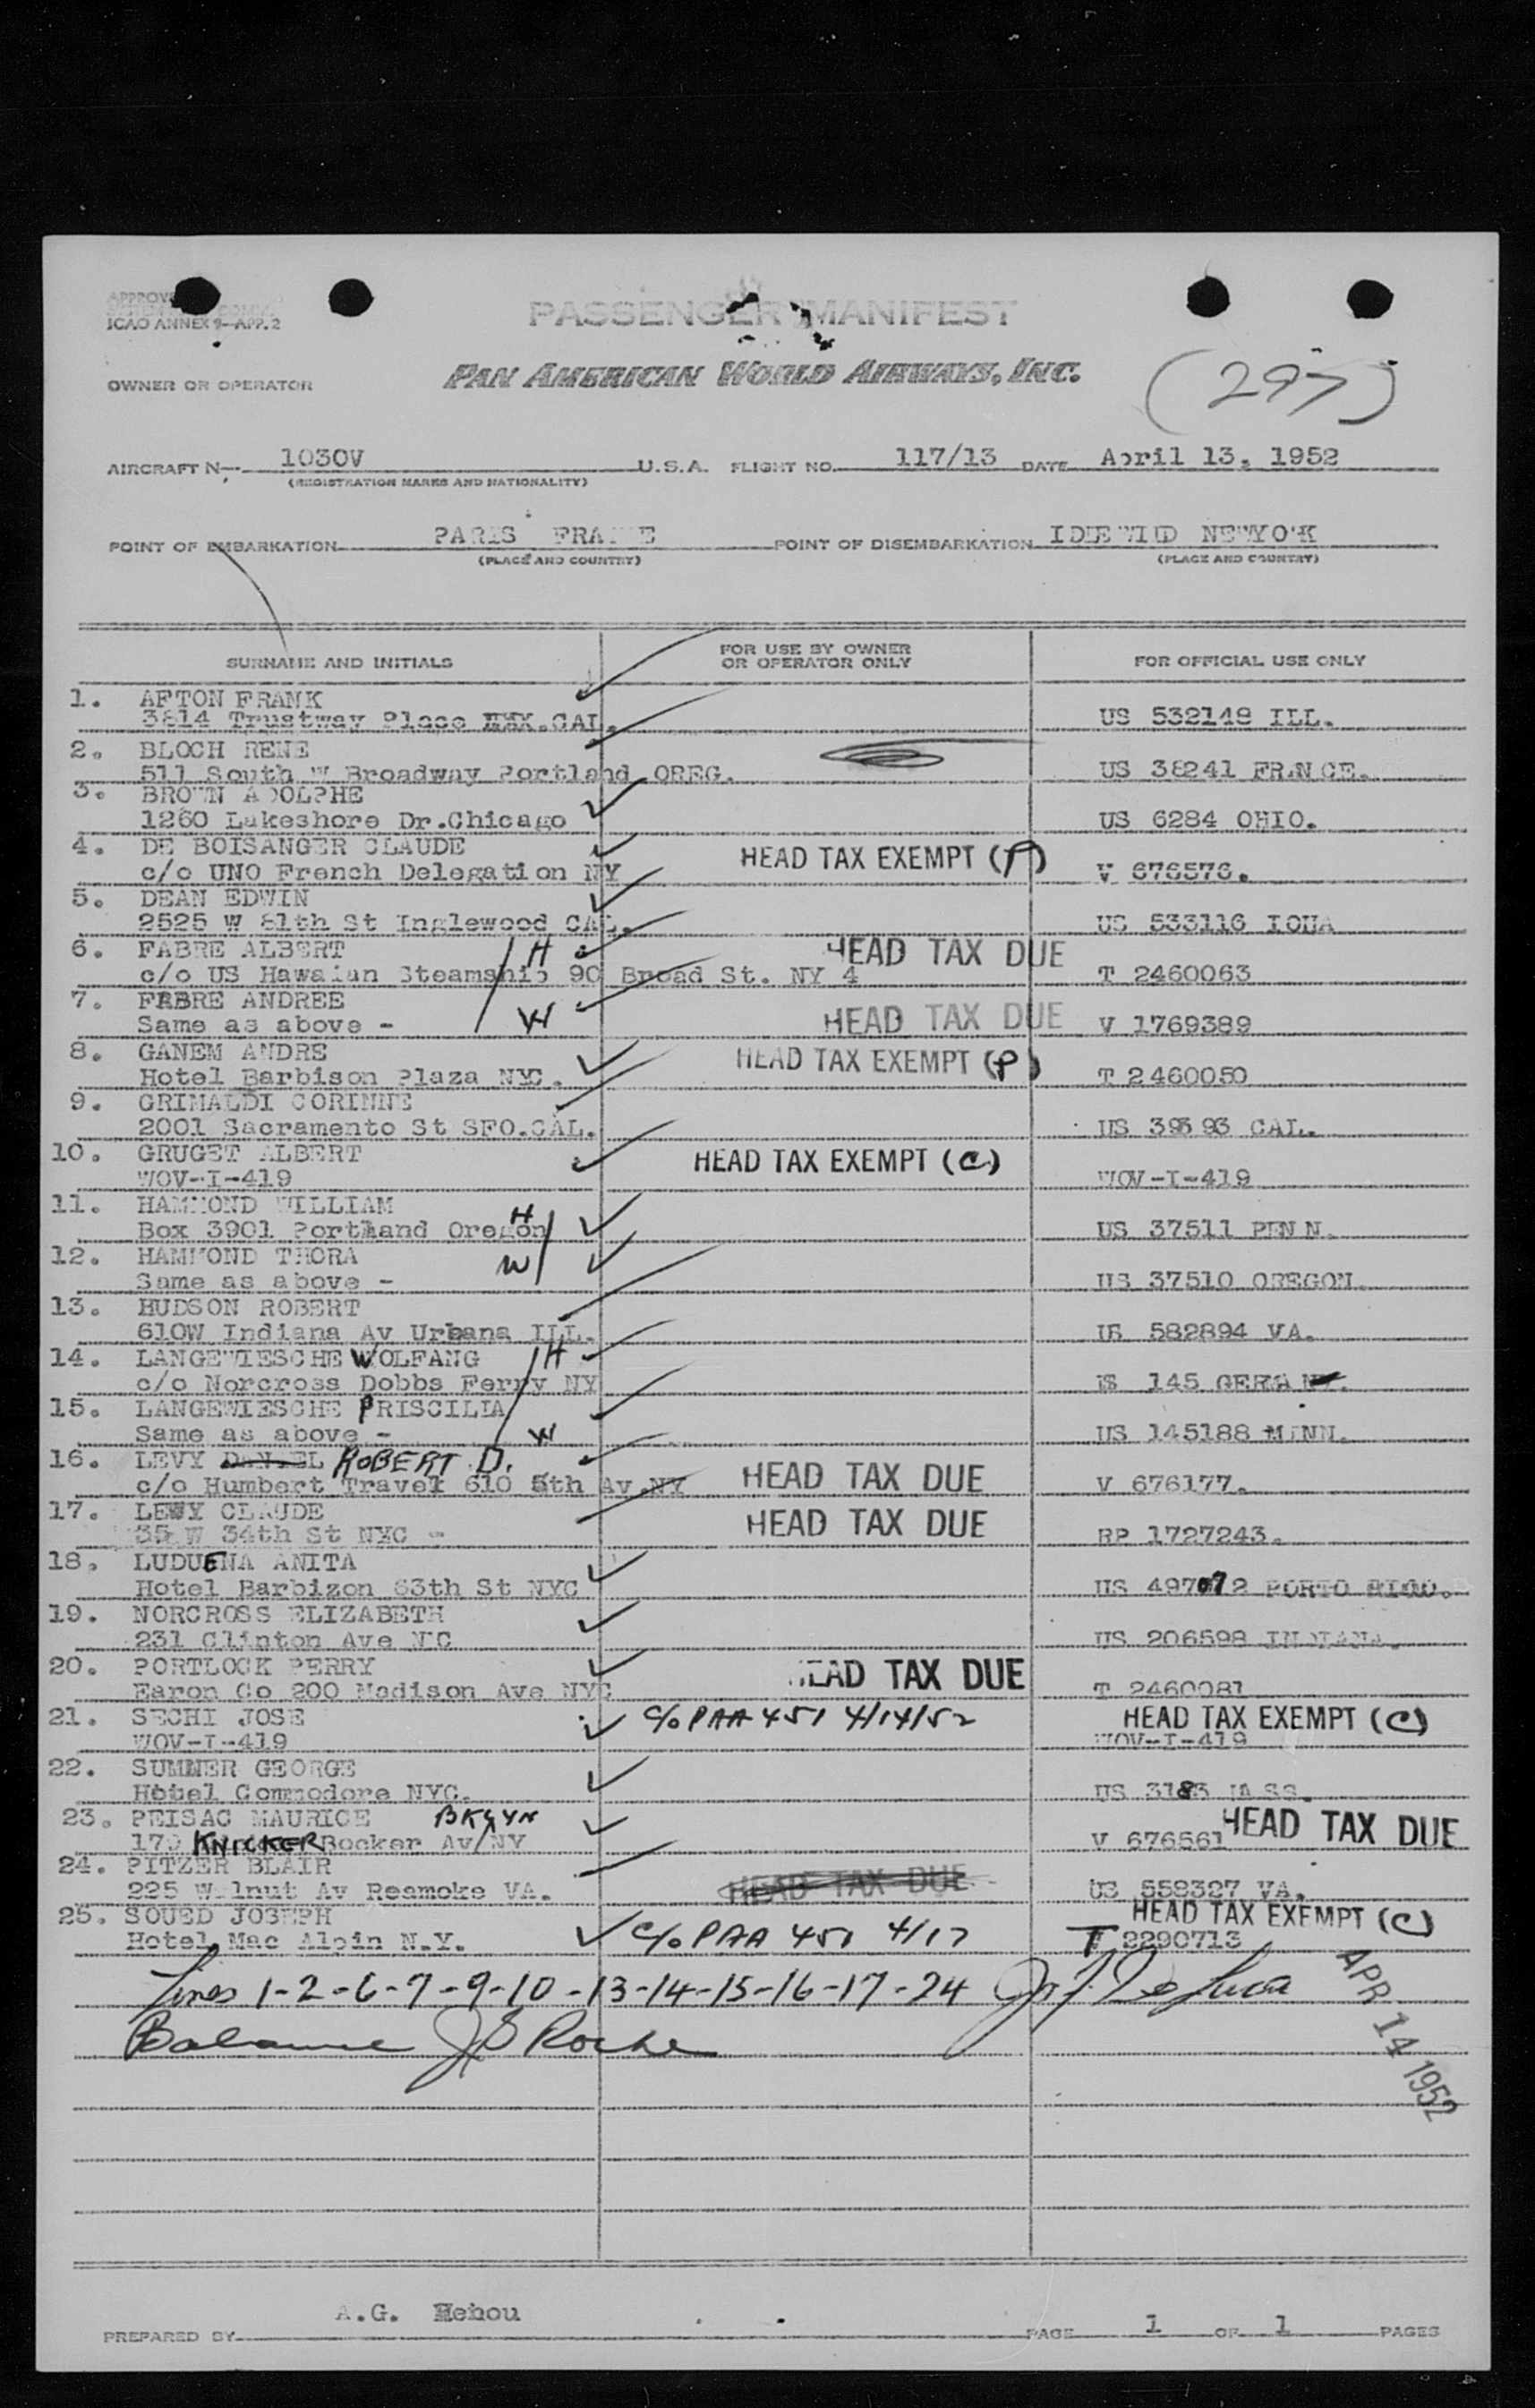 ICAO ANNEX 9—APP. 2
PASSENGER MANIFEST
OWNER OR OPERATOR PAN AMERICAN WORLD AIRWAYS, INC. (297)
AIRCRAFT N— 1030V U.S.A. FLIGHT NO. 117/13 DATE April 13, 1952
(REGISTRATION MARKS AND NATIONALITY)
POINT OF EMBARKATION PARIS FRA E POINT OF DISEMBARKATION IDLEWILD NEWYORK
(PLACE AND COUNTRY) (PLACE AND COUNTRY)
SURNAME AND INITIALS FOR USE BY OWNER OR OPERATOR ONLY FOR OFFICIAL USE ONLY
1. AFTON FRANK
3814 Trustway Place CAL. US 532148 ILL.
2. BLOCH RENE
511 South W Broadway Portland OREG. US 38241 FRANCE.
3. BROWN ADOLPHE
1260 Lakeshore Dr.Chicago US 6284 OHIO.
4. DE BOISANGER CLAUDE HEAD TAX EXEMPT (P)
c/o UNO French Delegation NY V 676576.
5. DEAN EDWIN
2525 W 81th St Inglewood CAL. US 533116 IOWA
6. FABRE ALBERT H HEAD TAX DUE
c/o US Hawaian Steamship 90 Broad St. NY 4 T 2460063
7. FABRE ANDREE HEAD TAX DUE
Same as above - W V 1769389
8. GANEM ANDRE HEAD TAX EXEMPT (P)
Hotel Barbison Plaza NYC. T 2460050
9. GRIMALDI CORINNE
2001 Sacramento St SFO.CAL. US 39593 CAL.
10. GRUGET ALBERT HEAD TAX EXEMPT (C)
WOV-I-419 WOV-I-419
11. HAMMOND WILLIAM H
Box 3901 Portland Oregon US 37511 PENN.
12. HAMMOND THORA W
Same as above - US 37510 OREGON.
13. HUDSON ROBERT
610W Indiana Av Urbana ILL. US 582894 VA.
14. LANGEWIESCHE WOLFANG H
c/o Norcross Dobbs Ferry NY US 145 GERMANY.
15. LANGEWIESCHE PRISCILIA
Same as above - W US 145188 MINN.
16. LEVY DANIEL ROBERT D.
c/o Humbert Travel 610 5th Av.NY HEAD TAX DUE V 676177.
17. LEWY CLAUDE HEAD TAX DUE
35 W 34th St NYC - RP 1727243.
18. LUDUENA ANITA
Hotel Barbizon 63th St NYC US 497072 PORTO RICO.
19. NORCROSS ELIZABETH
231 Clinton Ave NC US 206598 INDIANA.
20. PORTLOCK PERRY HEAD TAX DUE
Earon Co 200 Madison Ave NYC T 2460081
21. SECHI JOSE C/o PAA 451 4/14/52 HEAD TAX EXEMPT (C)
WOV-I-419 WOV-I-419
22. SUMNER GEORGE
Hotel Commodore NYC. US 3183 MASS.
23. PEISAC MAURICE BKLYN HEAD TAX DUE
170 KNICKERBocker Av/NY V 676561
24. PITZER BLAIR HEAD TAX DUE
225 Walnut Av Reamoke VA. US 558327 VA.
25. SOUED JOSEPH HEAD TAX EXEMPT (C)
Hotel Mac Alpin N.Y. C/o PAA 451 4/17 T 2290713
Lines 1-2-6-7-9-10-13-14-15-16-17-24
Balance J Roche
APR 14 1952
A.G. Hehou
PREPARED BY PAGE 1 OF 1 PAGES